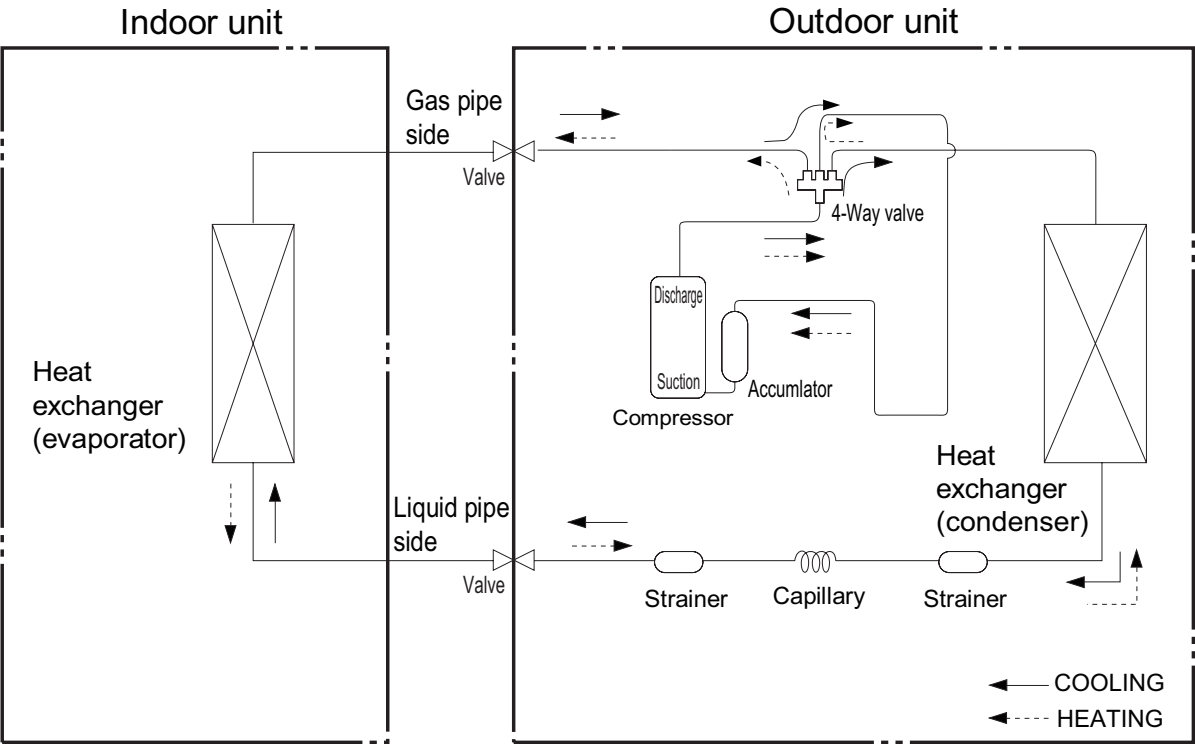 Indoor unit
Outdoor unit
Gas pipe
side
Valve
4-Way valve
Discharge
Suction
Compressor
Accumlator
Heat
exchanger
(evaporator)
Heat
exchanger
(condenser)
Liquid pipe
side
Valve
Strainer
Capillary
Strainer
COOLING
HEATING